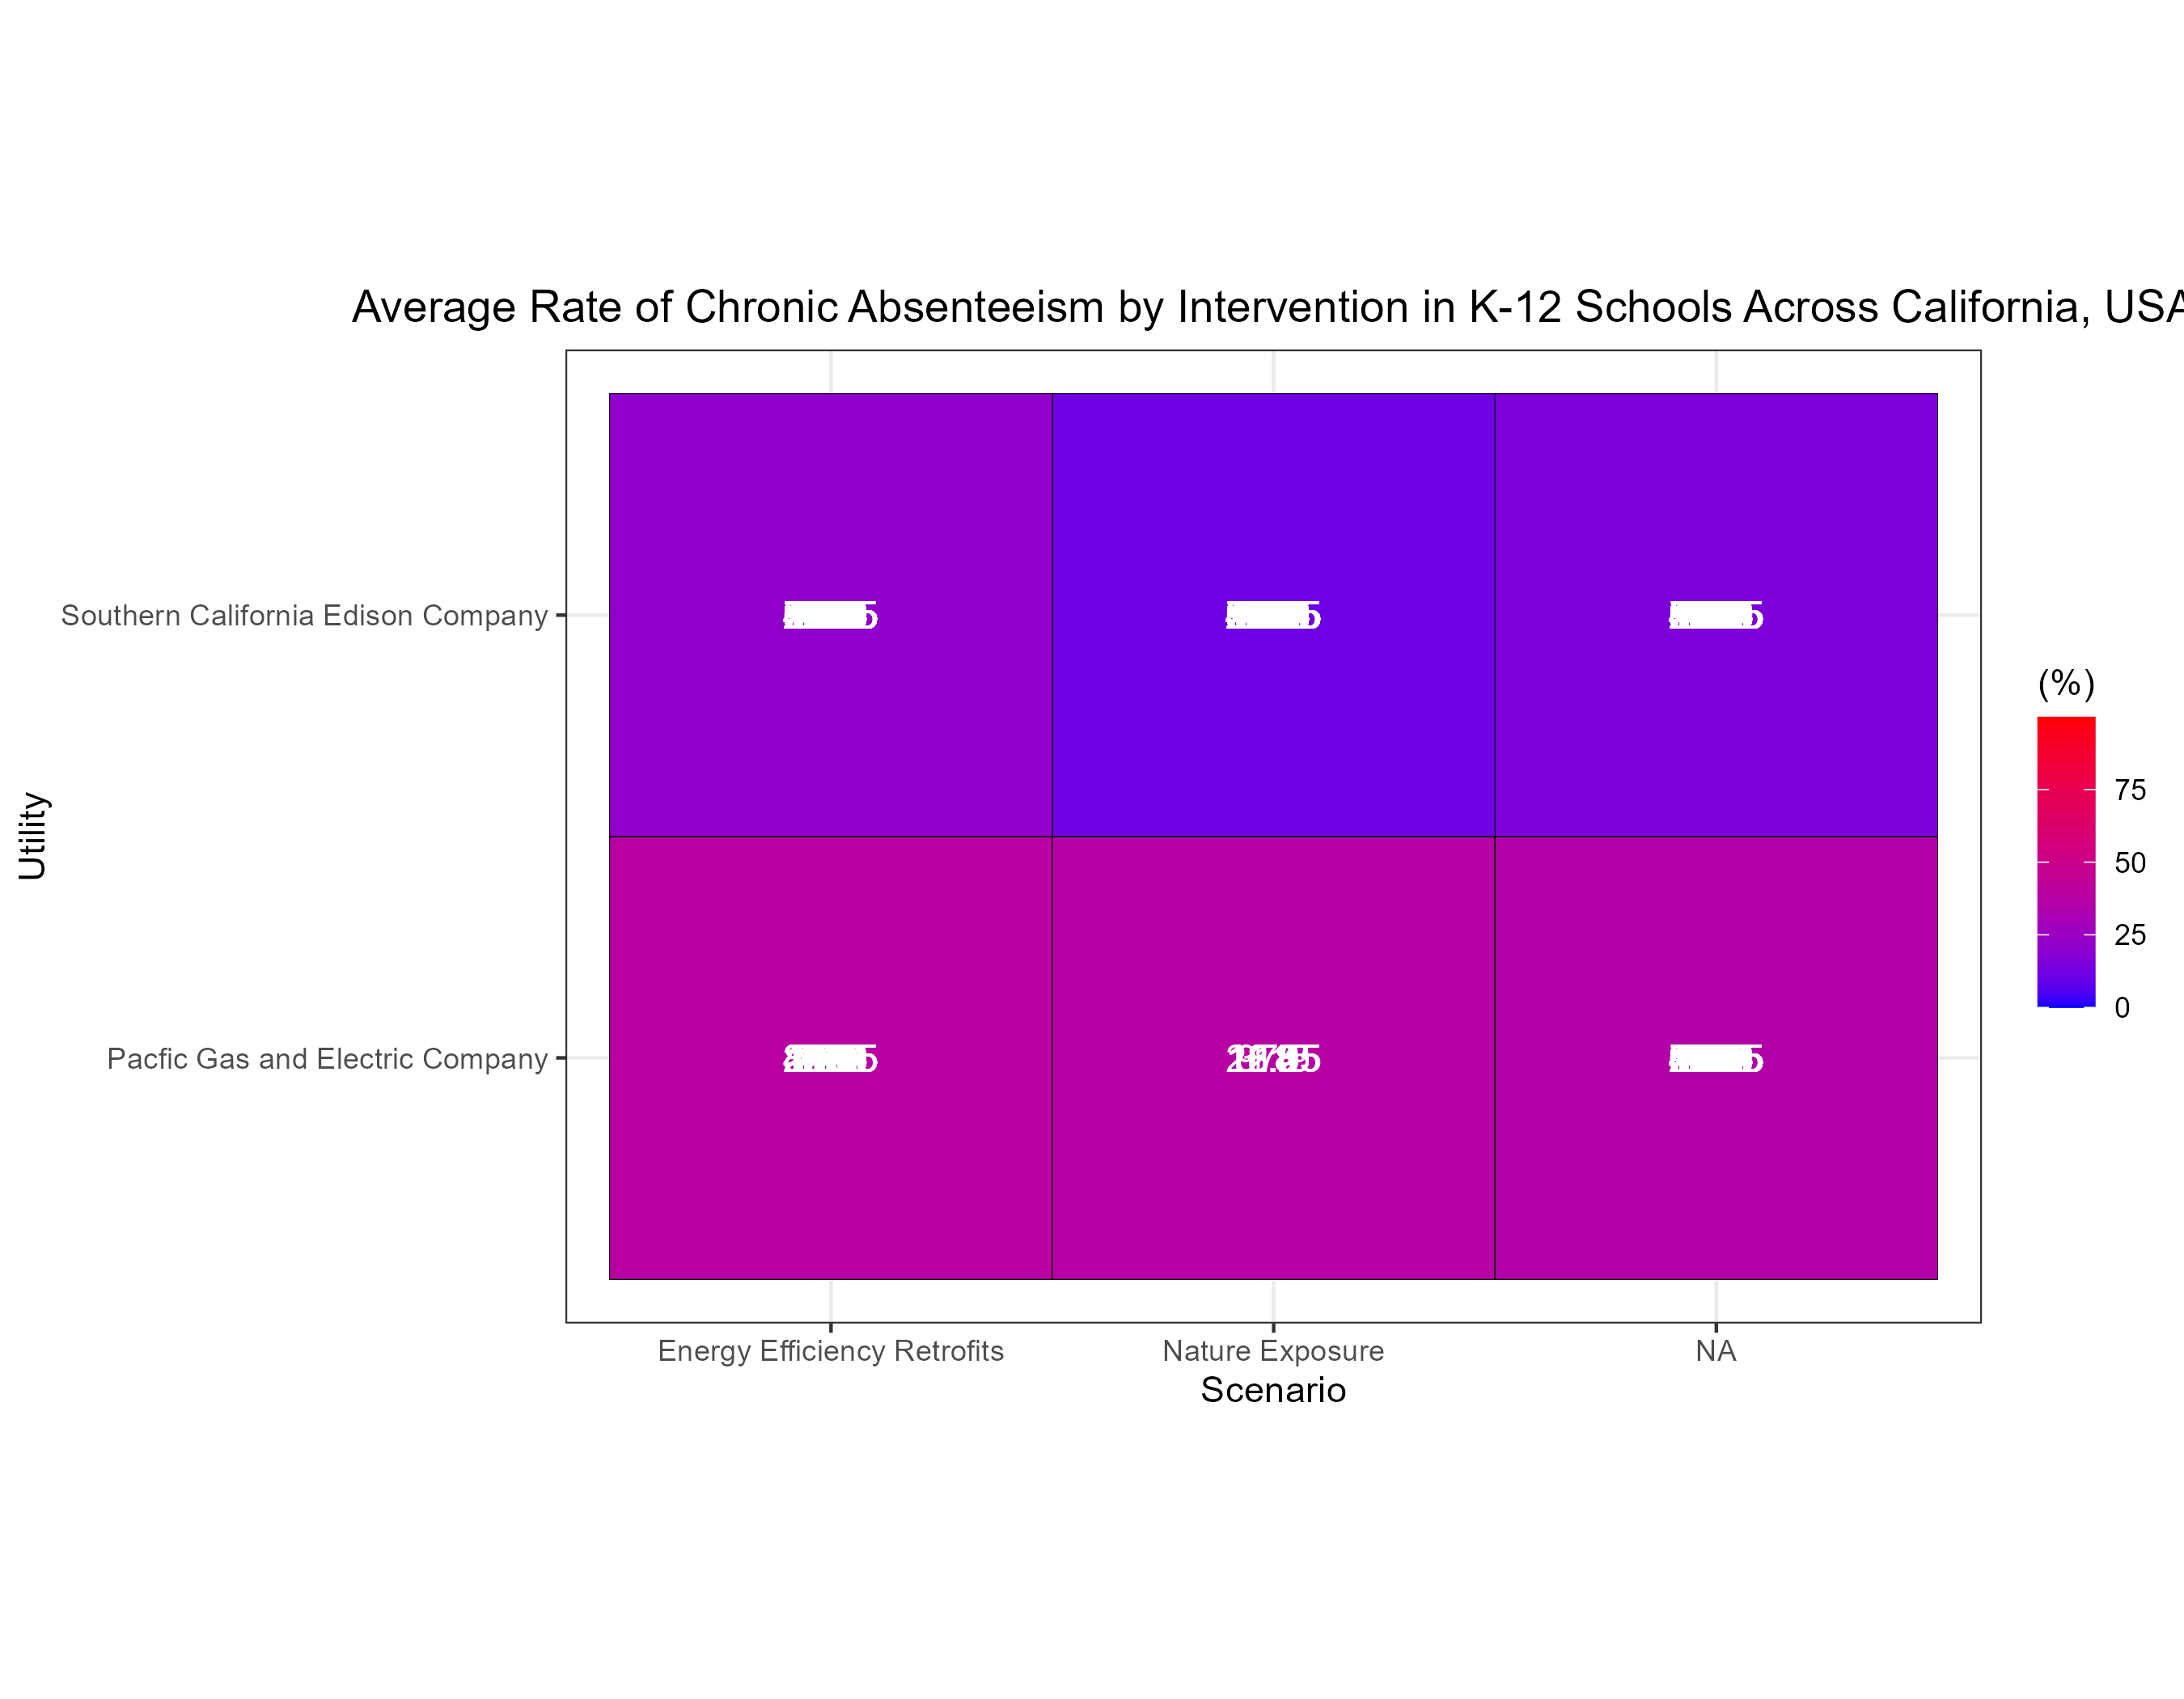 Average Rate of Chronic Absenteeism by Intervention in K-12 Schools Across California, USA
Southern California Edison Company
Pacfic Gas and Electric Company
Utility
Energy Efficiency Retrofits
Nature Exposure
NA
Scenario
(%)
75
50
25
0